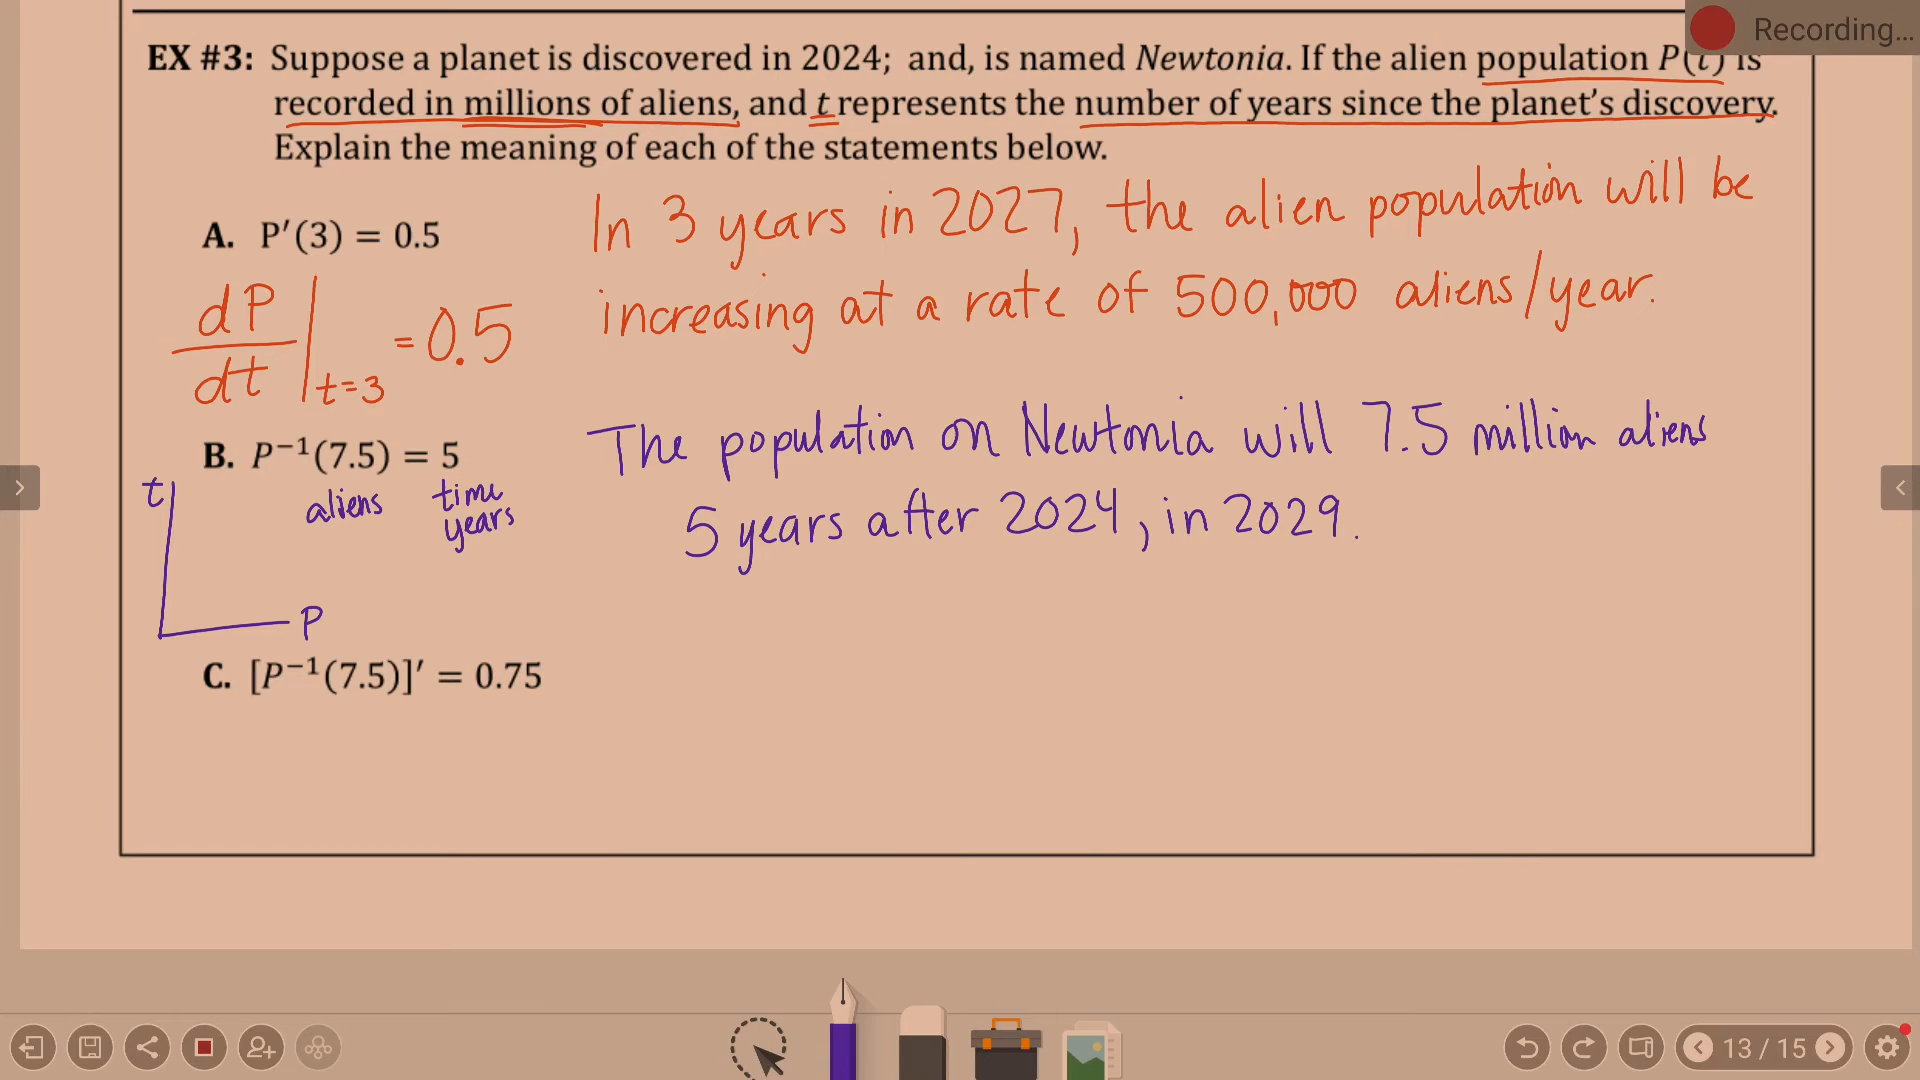 Recording...
EX #3: Suppose a planet is discovered in 2024; and, is named Newtonia. If the alien population P(t) is
recorded in millions of aliens, and t represents the number of years since the planet's discovery.
Explain the meaning of each of the statements below.
A. P′(3) = 0.5
In 3 years in 2027, the alien population will be
increasing at a rate of 500,000 aliens/year.
dP/dt | t=3 = 0.5
B. P⁻¹(7.5) = 5
aliens time
years
The population on Newtonia will 7.5 million aliens
5 years after 2024, in 2029.
t
P
C. [P⁻¹(7.5)]′ = 0.75
13 / 15